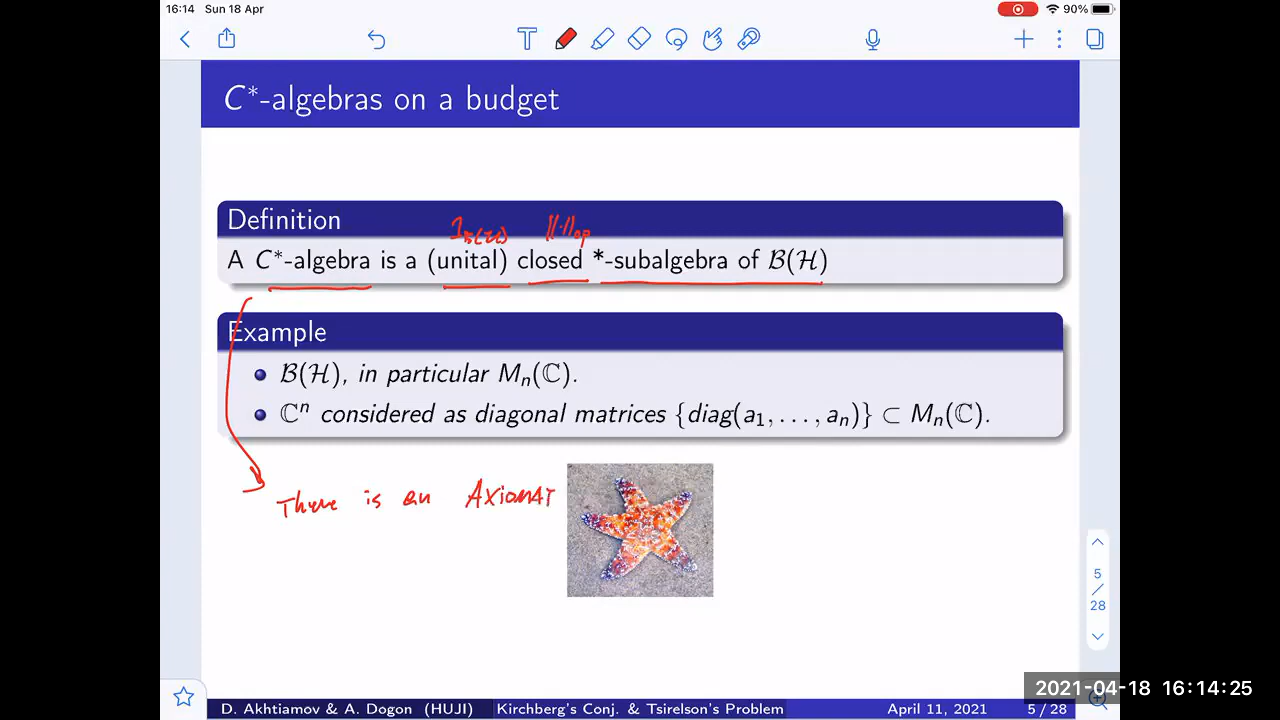 16:14 Sun 18 Apr 90%
C*-algebras on a budget
Definition
1_B(H) ||·||op
A C*-algebra is a (unital) closed *-subalgebra of B(H)
Example
B(H), in particular Mn(ℂ).
ℂⁿ considered as diagonal matrices {diag(a₁, . . . , aₙ)} ⊂ Mn(ℂ).
There is an AXIOMAT
5
/
28
2021-04-18 16:14:25
D. Akhtiamov & A. Dogon (HUJI) Kirchberg's Conj. & Tsirelson's Problem April 11, 2021 5 / 28